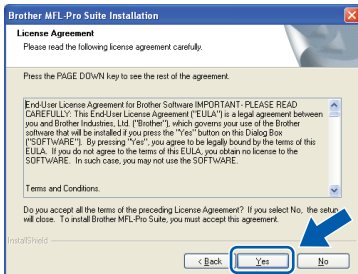 Brother MFL-Pro Suite Installation
License Agreement
Please read the following license agreement carefully.
Press the PAGE DOWN key to see the rest of the agreement.
End-User License Agreement for Brother Software IMPORTANT- PLEASE READ
CAREFULLY: This End-User License Agreement ("EULA") is a legal agreement between
you and Brother Industries, Ltd. ("Brother"), which governs your use of the Brother
software that will be installed if you press the "Yes" button on this Dialog Box
("SOFTWARE"). By pressing "Yes", you agree to be legally bound by the terms of this
EULA. If you do not agree to the terms of this EULA, you obtain no license to the
SOFTWARE. In such case, you may not use the SOFTWARE.
Terms and Conditions.
Do you accept all the terms of the preceding License Agreement? If you select No, the setup
will close. To install Brother MFL-Pro Suite, you must accept this agreement.
InstallShield
< Back
Yes
No